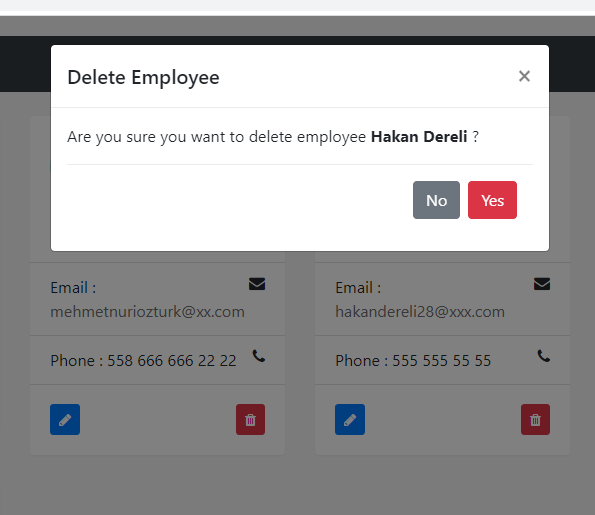 Delete Employee
×
Are you sure you want to delete employee Hakan Dereli ?
No Yes
Email :
mehmetnuriozturk@xx.com
Phone : 558 666 666 22 22
Email :
hakandereli28@xxx.com
Phone : 555 555 55 55